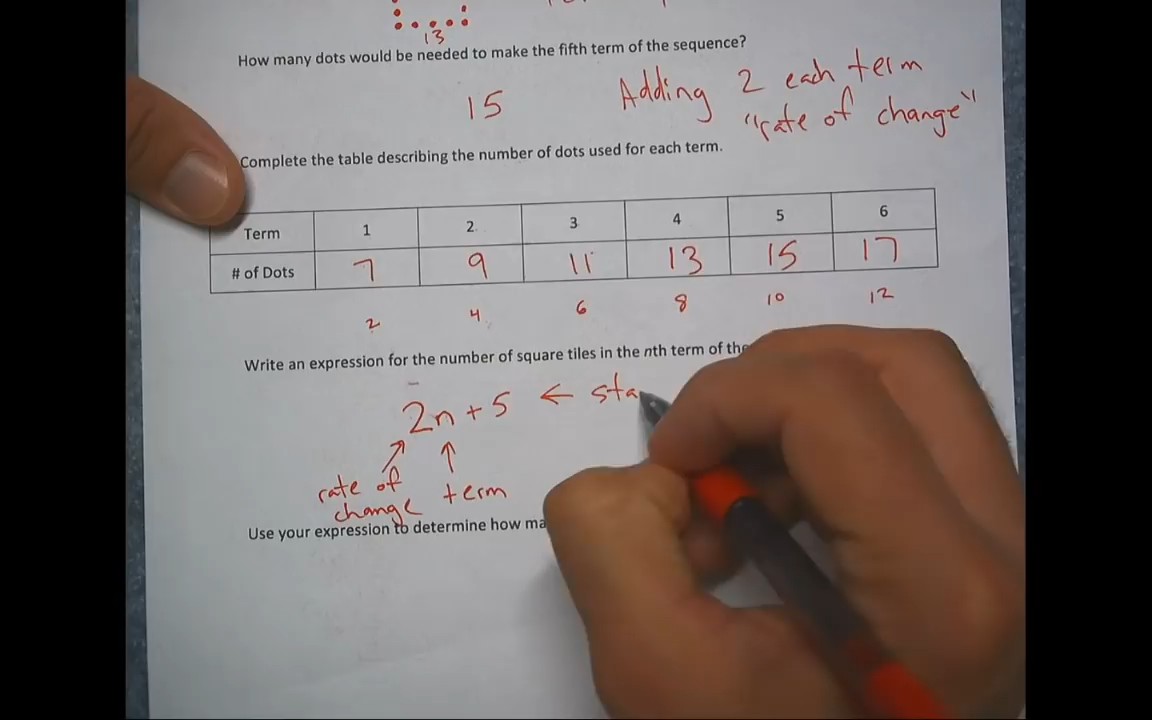 13
How many dots would be needed to make the fifth term of the sequence?
15
Adding 2 each term
"rate of change"
Complete the table describing the number of dots used for each term.
Term 1 2 3 4 5 6
# of Dots 7 9 11 13 15 17
2 4 6 8 10 12
Write an expression for the number of square tiles in the nth term of the
2n + 5 ← sta
rate of change
term
Use your expression to determine how ma